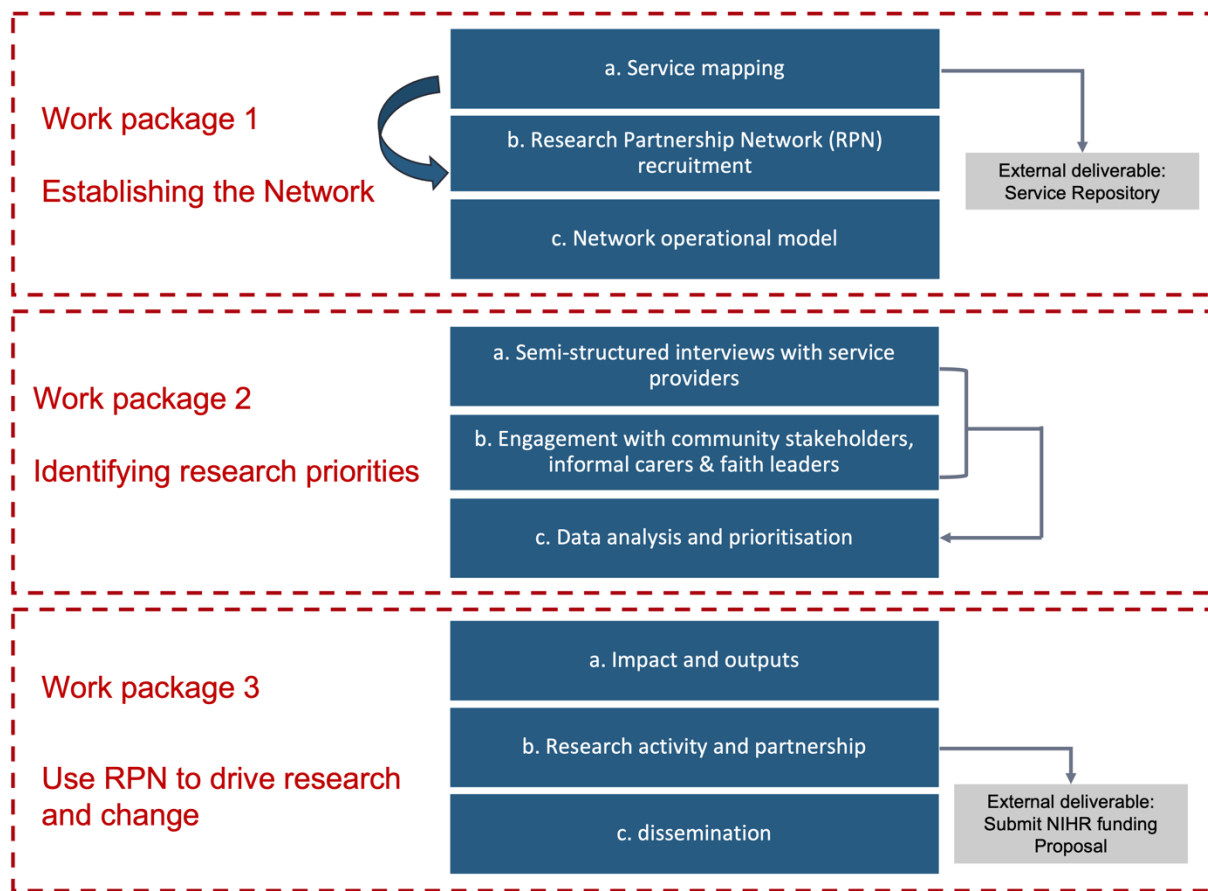 Work package 1
Establishing the Network
a. Service mapping
b. Research Partnership Network (RPN)
recruitment
c. Network operational model
External deliverable:
Service Repository
Work package 2
Identifying research priorities
a. Semi-structured interviews with service
providers
b. Engagement with community stakeholders,
informal carers & faith leaders
c. Data analysis and prioritisation
Work package 3
Use RPN to drive research
and change
a. Impact and outputs
b. Research activity and partnership
c. dissemination
External deliverable:
Submit NIHR funding
Proposal